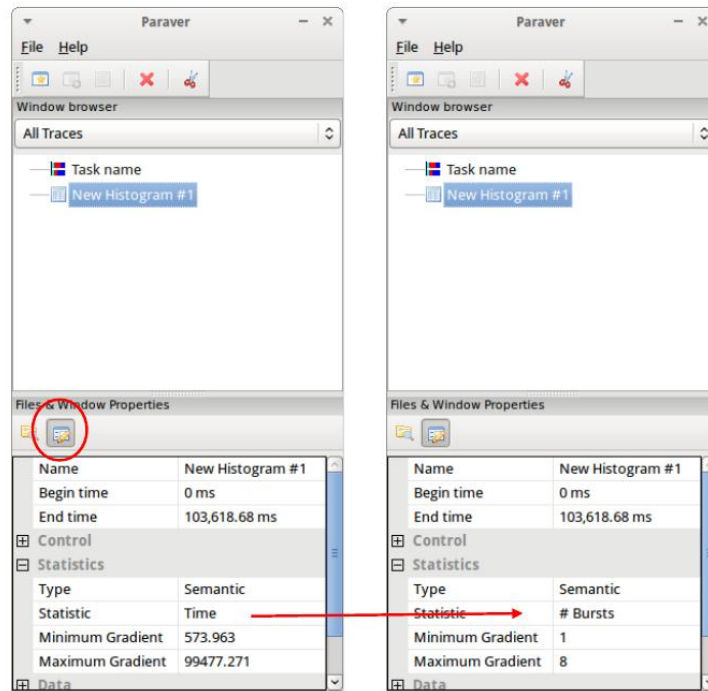 Paraver
File Help
Window browser
All Traces
Task name
New Histogram #1
Files & Window Properties
Name New Histogram #1
Begin time 0 ms
End time 103,618.68 ms
Control
Statistics
Type Semantic
Statistic Time
Minimum Gradient 573.963
Maximum Gradient 99477.271
Data
Paraver
File Help
Window browser
All Traces
Task name
New Histogram #1
Files & Window Properties
Name New Histogram #1
Begin time 0 ms
End time 103,618.68 ms
Control
Statistics
Type Semantic
Statistic # Bursts
Minimum Gradient 1
Maximum Gradient 8
Data